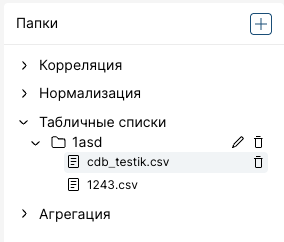 Папки
Корреляция
Нормализация
Табличные списки
1asd
cdb_testik.csv
1243.csv
Агрегация